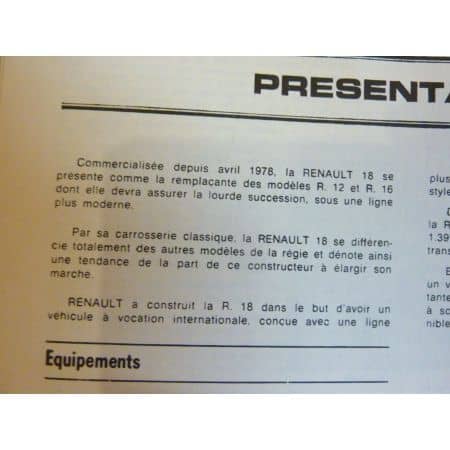 PRESENTA
Commercialisée depuis avril 1978, la RENAULT 18 se
présente comme la remplaçante des modèles R. 12 et R. 16
dont elle devra assurer la lourde succession, sous une ligne
plus moderne.
Par sa carrosserie classique, la RENAULT 18 se différen-
cie totalement des autres modèles de la régie et dénote ainsi
une tendance de la part de ce constructeur à élargir son
marche.
RENAULT a construit la R. 18 dans le but d'avoir un
véhicule à vocation internationale, concue avec une ligne
Equipements
plus
style
la R
1.39
trans
un v
tante
à sc
nible